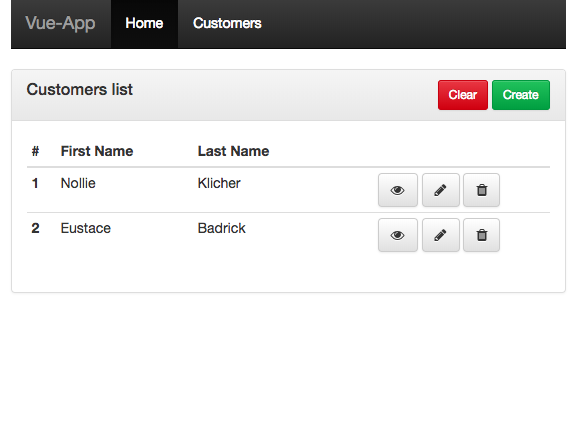 Vue-App Home Customers
Customers list Clear Create
# First Name Last Name
1 Nollie Klicher
2 Eustace Badrick